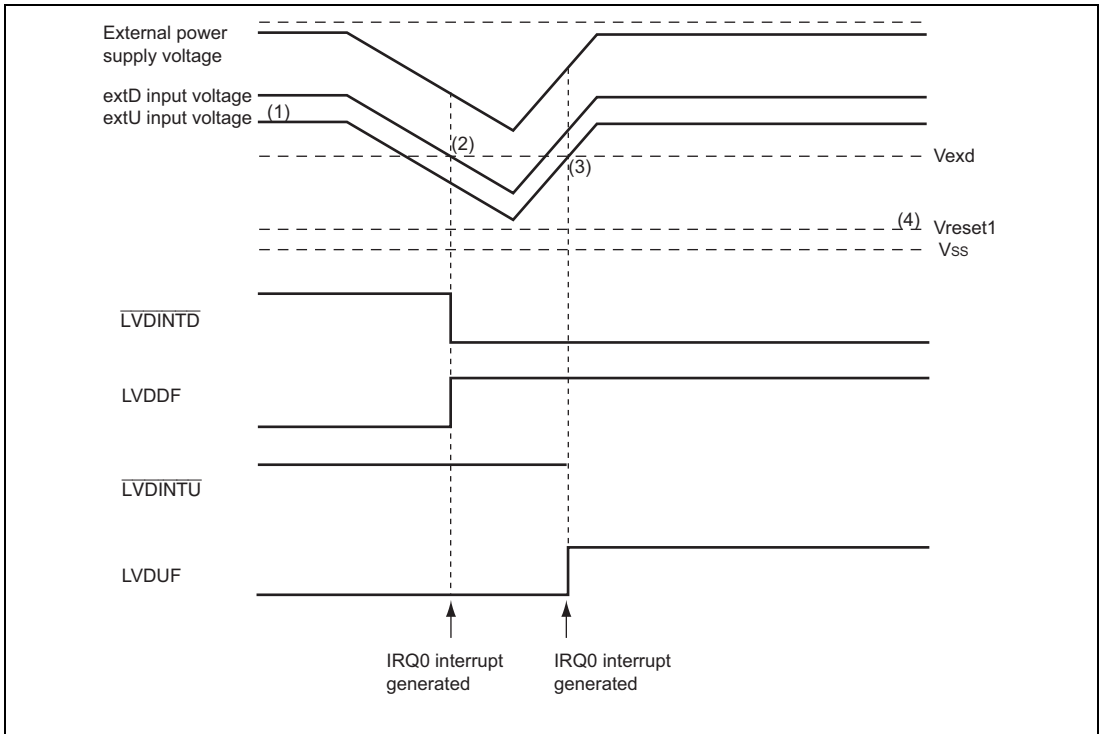 External power
supply voltage
extD input voltage
extU input voltage
(1)
(2)
(3)
Vexd
(4)
Vreset1
Vss
LVDINTD
LVDDF
LVDINTU
LVDUF
IRQ0 interrupt
generated
IRQ0 interrupt
generated